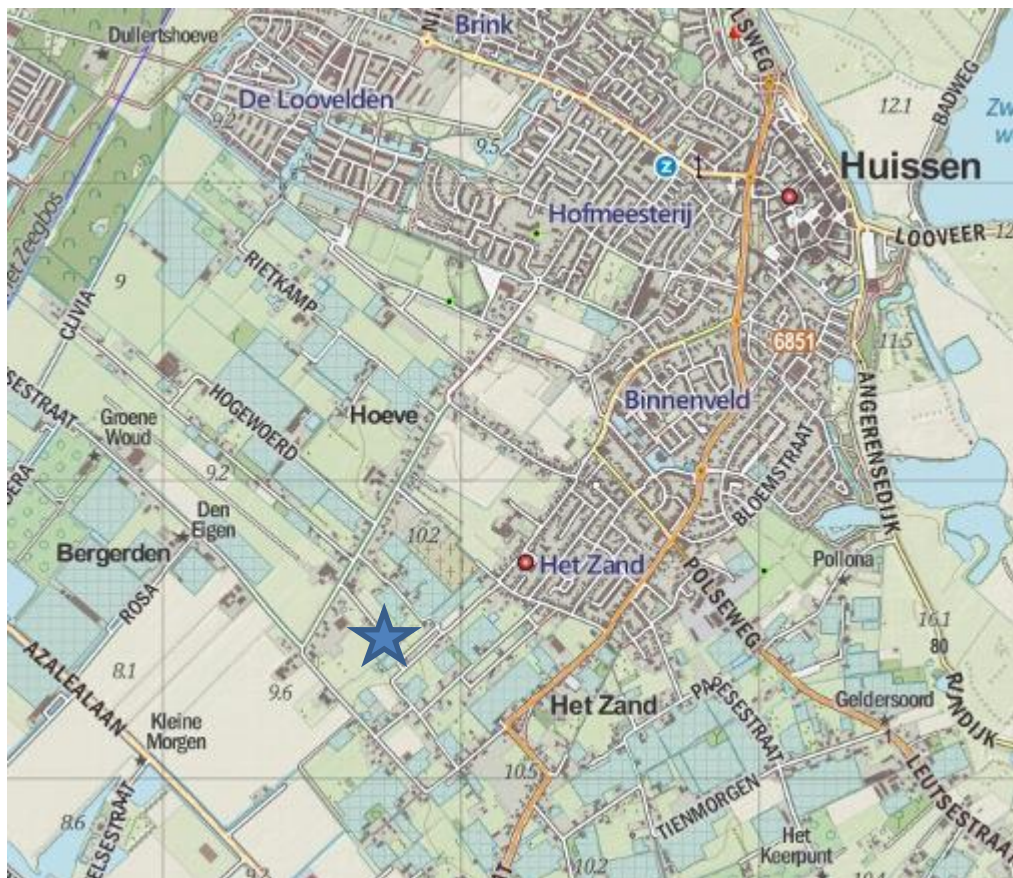 Brink
Dullertshoeve
De Loovelden
9.2
9.5
Z
12.1
BADWEG
Huissen
Hofmeesterij
LOOVEER
RIETKAMP
9
CLIVIA
6851
11.5
HOGEWOERD
Hoeve
Binnenveld
ANGERENSEDIJK
Groene
Woud
9.2
BLOEMSTRAAT
Den
Eigen
10.2
Bergerden
Het Zand
Pollona
ROSA
POLSEWEG
16.1
80
AZALEALAAN
8.1
9.6
Het Zand
Geldersoord
RIJNDIJK
Kleine
Morgen
10.5
TIENMORGEN
LEUTSESTRAAT
8.6
Het
Keerpunt
10.2